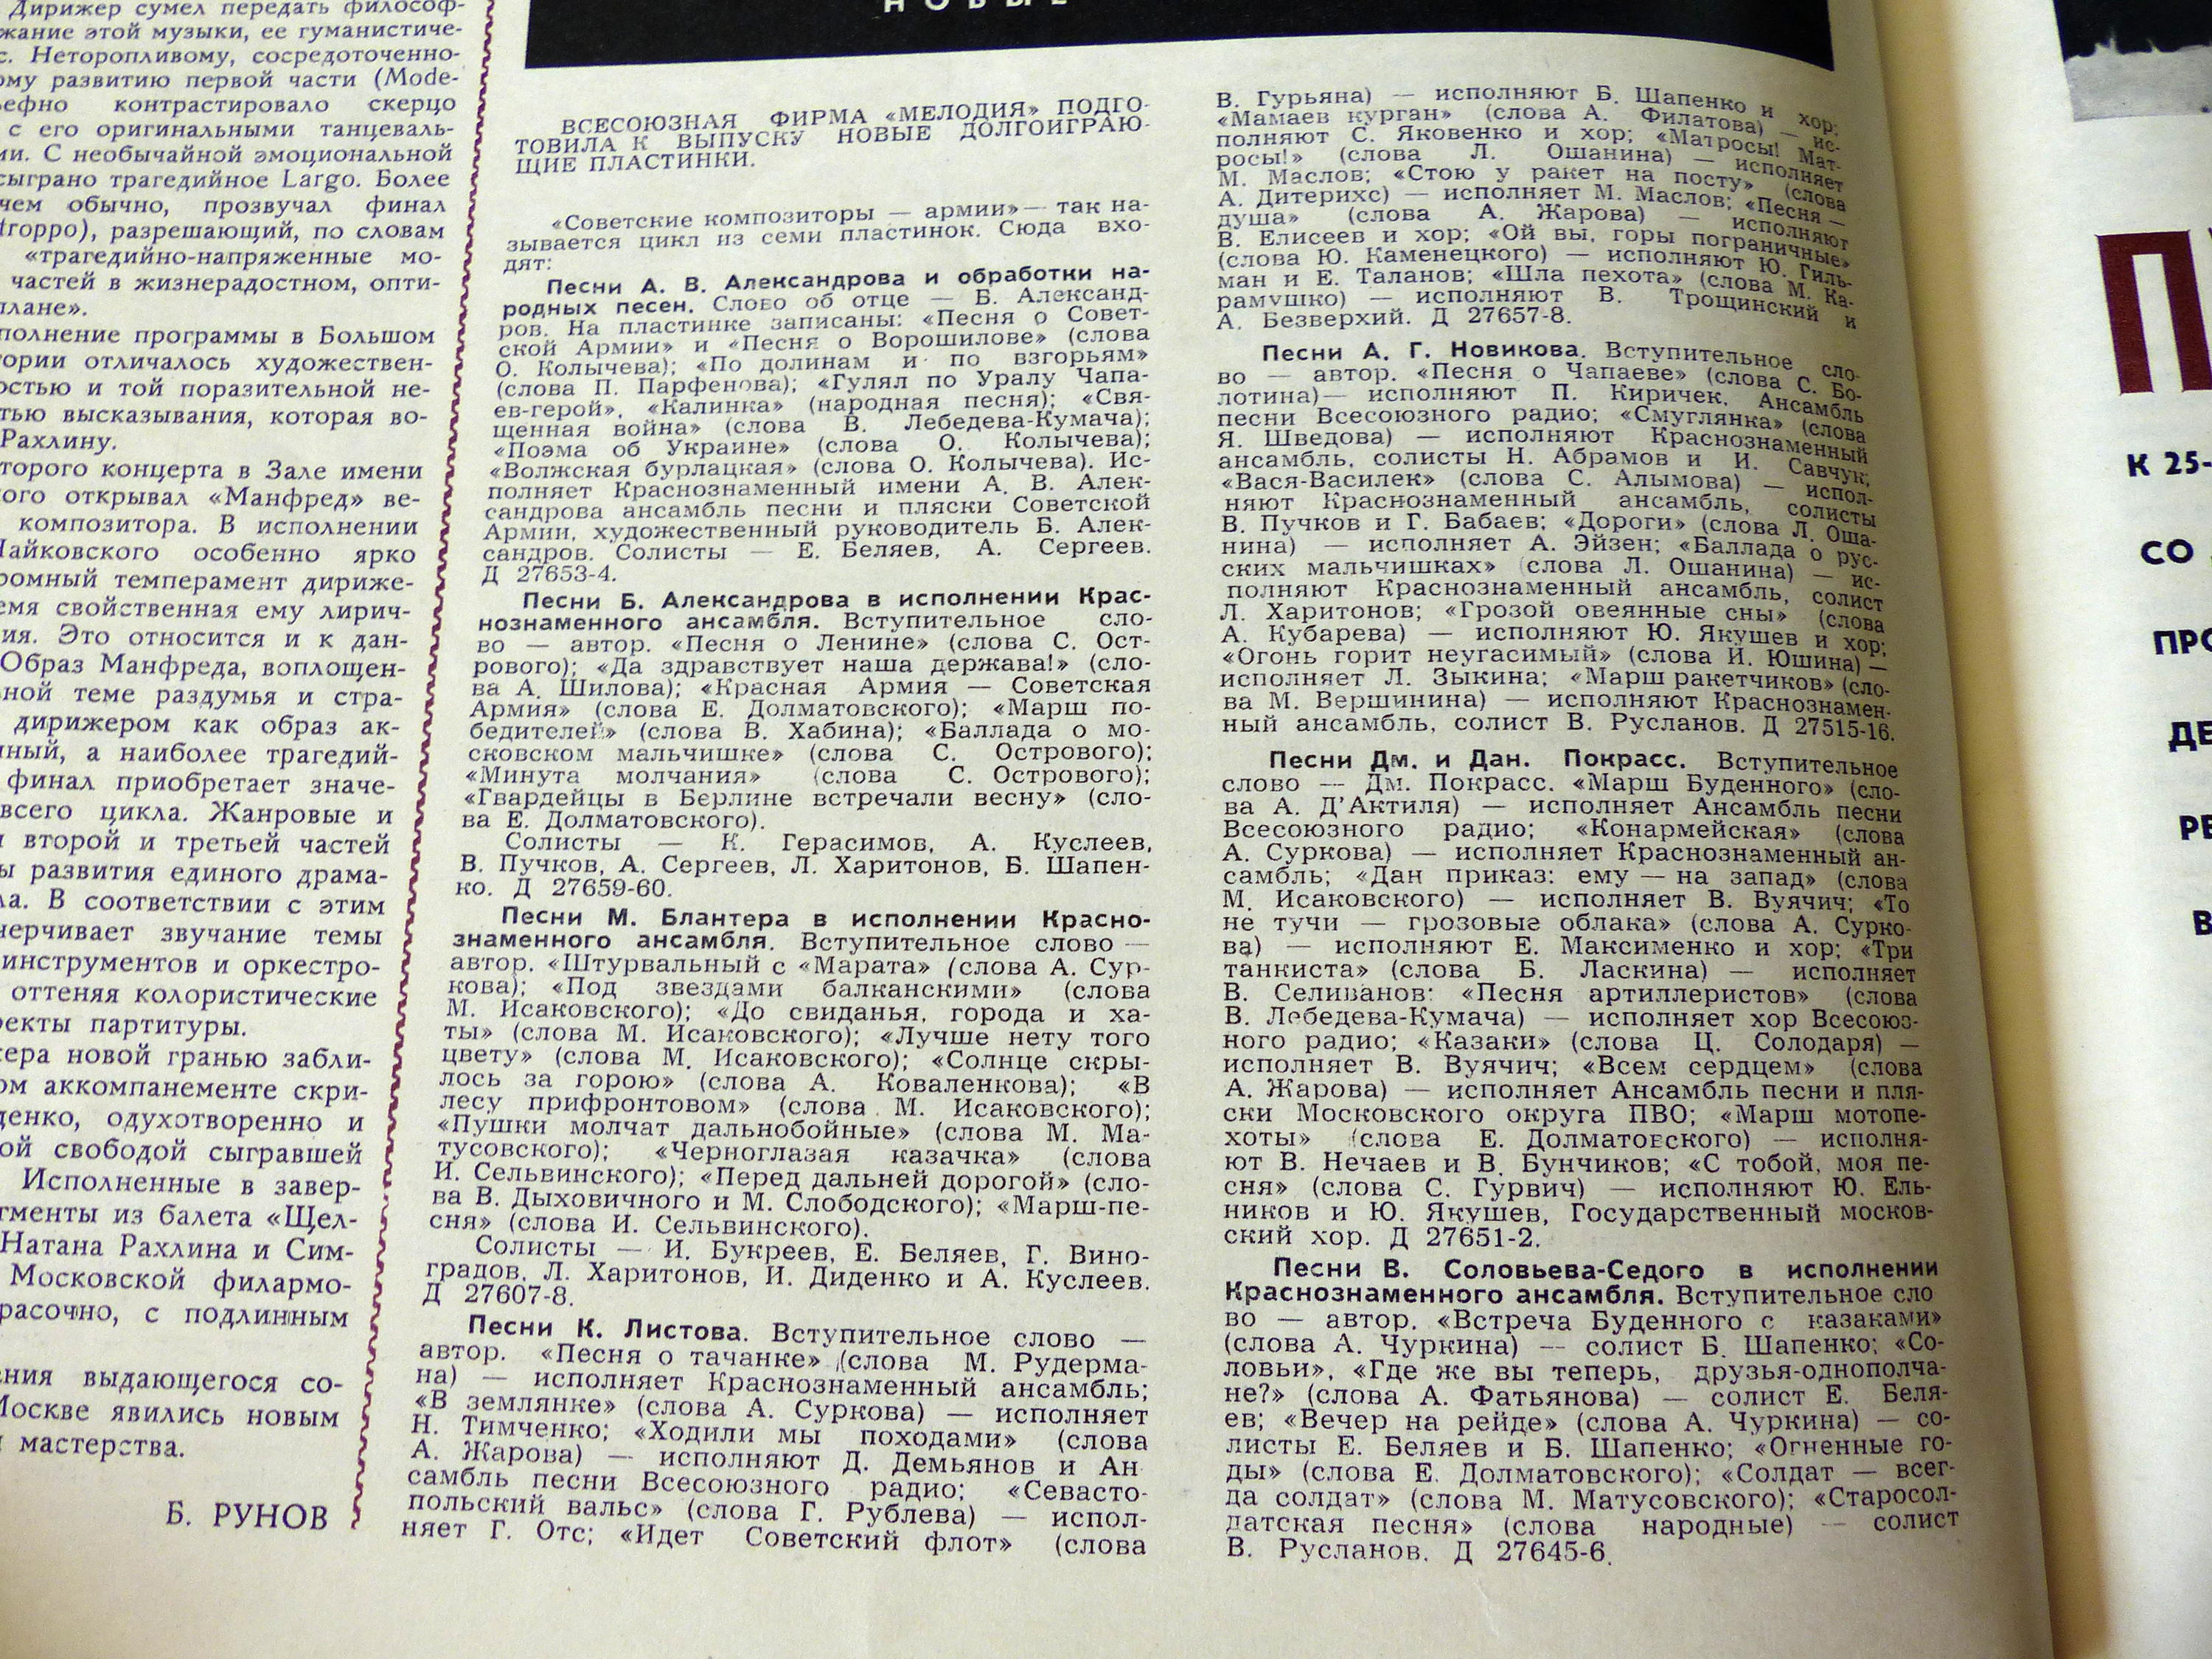 Дирижер сумел передать философ-
жание этой музыки, ее гуманистиче-
с. Неторопливому, сосредоточенно-
ому развитию первой части (Mode-
ефно контрастировало скерцо
с его оригинальными танцеваль-
ми. С необычайной эмоциональной
сыграно трагедийное Largo. Более
чем обычно, прозвучал финал
troppo), разрешающий, по словам
«трагедийно-напряженные мо-
частей в жизнерадостном, опти-
плане».
полнение программы в Большом
тории отличалось художествен-
остью и той поразительной не-
тью высказывания, которая во-
Рахлину.
торого концерта в Зале имени
ого открывал «Манфред» ве-
композитора. В исполнении
Чайковского особенно ярко
ромный темперамент дириже-
емя свойственная ему лирич-
ия. Это относится и к дан-
Образ Манфреда, воплощен-
ной теме раздумья и стра-
дирижером как образ ак-
нный, а наиболее трагедий-
финал приобретает значе-
всего цикла. Жанровые и
и второй и третьей частей
ы развития единого драма-
ла. В соответствии с этим
черчивает звучание темы
инструментов и оркестро-
оттеняя колористические
фекты партитуры.
жера новой гранью забли-
ом аккомпанементе скри-
ценко, одухотворенно и
ой свободой сыгравшей
Исполненные в завер-
гменты из балета «Щел-
Натана Рахлина и Сим-
Московской филармо-
расочно, с подлинным
ения выдающегося со-
Москве явились новым
и мастерства.
Б. РУНОВ
НОВЫЕ
ВСЕСОЮЗНАЯ ФИРМА «МЕЛОДИЯ» ПОДГО-
ТОВИЛА К ВЫПУСКУ НОВЫЕ ДОЛГОИГРАЮ-
ЩИЕ ПЛАСТИНКИ.
«Советские композиторы — армии» — так на-
зывается цикл из семи пластинок. Сюда вхо-
дят:
Песни А. В. Александрова и обработки на-
родных песен. Слово об отце — Б. Александ-
ров. На пластинке записаны: «Песня о Совет-
ской Армии» и «Песня о Ворошилове» (слова
О. Колычева); «По долинам и по взгорьям»
(слова П. Парфенова); «Гулял по Уралу Чапа-
ев-герой», «Калинка» (народная песня); «Свя-
щенная война» (слова В. Лебедева-Кумача);
«Поэма об Украине» (слова О. Колычева);
«Волжская бурлацкая» (слова О. Колычева). Ис-
полняет Краснознаменный имени А. В. Алек-
сандрова ансамбль песни и пляски Советской
Армии, художественный руководитель Б. Алек-
сандров. Солисты — Е. Беляев, А. Сергеев.
Д 27653-4.
Песни Б. Александрова в исполнении Крас-
нознаменного ансамбля. Вступительное сло-
во — автор. «Песня о Ленине» (слова С. Ост-
рового); «Да здравствует наша держава!» (сло-
ва А. Шилова); «Красная Армия — Советская
Армия» (слова Е. Долматовского); «Марш по-
бедителей» (слова В. Хабина); «Баллада о мо-
сковском мальчишке» (слова С. Острового);
«Минута молчания» (слова С. Острового);
«Гвардейцы в Берлине встречали весну» (сло-
ва Е. Долматовского).
Солисты — К. Герасимов, А. Куслеев,
В. Пучков, А. Сергеев, Л. Харитонов, Б. Шапен-
ко. Д 27659-60.
Песни М. Блантера в исполнении Красно-
знаменного ансамбля. Вступительное слово —
автор. «Штурвальный с «Марата» (слова А. Сур-
кова); «Под звездами балканскими» (слова
М. Исаковского); «До свиданья, города и ха-
ты» (слова М. Исаковского); «Лучше нету того
цвету» (слова М. Исаковского); «Солнце скры-
лось за горою» (слова А. Коваленкова); «В
лесу прифронтовом» (слова М. Исаковского);
«Пушки молчат дальнобойные» (слова М. Ма-
тусовского); «Черноглазая казачка» (слова
И. Сельвинского); «Перед дальней дорогой» (сло-
ва В. Дыховичного и М. Слободского); «Марш-пе-
сня» (слова И. Сельвинского).
Солисты — И. Букреев, Е. Беляев, Г. Вино-
градов, Л. Харитонов, И. Диденко и А. Куслеев.
Д 27607-8.
Песни К. Листова. Вступительное слово —
автор. «Песня о тачанке» (слова М. Рудерма-
на) — исполняет Краснознаменный ансамбль;
«В землянке» (слова А. Суркова) — исполняет
Н. Тимченко; «Ходили мы походами» (слова
А. Жарова) — исполняют Д. Демьянов и Ан
самбль песни Всесоюзного радио; «Севасто-
польский вальс» (слова Г. Рублева) — испол-
няет Г. Отс; «Идет Советский флот» (слова
В. Гурьяна) — исполняют Б. Шапенко и хор;
«Мамаев курган» (слова А. Филатова) — ис-
полняют С. Яковенко и хор; «Матросы! Мат-
росы!» (слова Л. Ошанина) — исполняет
М. Маслов; «Стою у ракет на посту» (слова
А. Дитерихс) — исполняет М. Маслов; «Песня —
душа» (слова А. Жарова) — исполняют
В. Елисеев и хор; «Ой вы, горы пограничные»
(слова Ю. Каменецкого) — исполняют Ю. Гиль-
ман и Е. Таланов; «Шла пехота» (слова М. Ка-
рамушко) — исполняют В. Трощинский и
А. Безверхий. Д 27657-8.
Песни А. Г. Новикова. Вступительное сло-
во — автор. «Песня о Чапаеве» (слова С. Бо-
лотина) — исполняют П. Киричек, Ансамбль
песни Всесоюзного радио; «Смуглянка» (слова
Я. Шведова) — исполняют Краснознаменный
ансамбль, солисты Н. Абрамов и И. Савчук;
«Вася-Василек» (слова С. Алымова) — испол-
няют Краснознаменный ансамбль, солисты
В. Пучков и Г. Бабаев; «Дороги» (слова Л. Оша-
нина) — исполняет А. Эйзен; «Баллада о рус-
ских мальчишках» (слова Л. Ошанина) — ис-
полняют Краснознаменный ансамбль, солист
Л. Харитонов; «Грозой овеянные сны» (слова
А. Кубарева) — исполняют Ю. Якушев и хор;
«Огонь горит неугасимый» (слова И. Юшина) —
исполняет Л. Зыкина; «Марш ракетчиков» (сло-
ва М. Вершинина) — исполняют Краснознамен-
ный ансамбль, солист В. Русланов. Д 27515-16.
Песни Дм. и Дан. Покрасс. Вступительное
слово — Дм. Покрасс. «Марш Буденного» (сло-
ва А. Д'Актиля) — исполняет Ансамбль песни
Всесоюзного радио; «Конармейская» (слова
А. Суркова) — исполняет Краснознаменный ан-
самбль; «Дан приказ: ему — на запад» (слова
М. Исаковского) — исполняет В. Вуячич; «То
не тучи — грозовые облака» (слова А. Сурко-
ва) — исполняют Е. Максименко и хор; «Три
танкиста» (слова Б. Ласкина) — исполняет
В. Селиванов; «Песня артиллеристов» (слова
В. Лебедева-Кумача) — исполняет хор Всесоюз-
ного радио; «Казаки» (слова Ц. Солодаря) —
исполняет В. Вуячич; «Всем сердцем» (слова
А. Жарова) — исполняет Ансамбль песни и пля-
ски Московского округа ПВО; «Марш мотопе-
хоты» (слова Е. Долматовского) — исполня-
ют В. Нечаев и В. Бунчиков; «С тобой, моя пе-
сня» (слова С. Гурвич) — исполняют Ю. Ель-
ников и Ю. Якушев, Государственный москов-
ский хор. Д 27651-2.
Песни В. Соловьева-Седого в исполнении
Краснознаменного ансамбля. Вступительное сло
во — автор. «Встреча Буденного с казаками»
(слова А. Чуркина) — солист Б. Шапенко; «Со-
ловьи», «Где же вы теперь, друзья-однополча-
не?» (слова А. Фатьянова) — солист Е. Беля-
ев; «Вечер на рейде» (слова А. Чуркина) — со-
листы Е. Беляев и Б. Шапенко; «Огненные го-
ды» (слова Е. Долматовского); «Солдат — всег-
да солдат» (слова М. Матусовского); «Старосол-
датская песня» (слова народные) — солист
В. Русланов. Д 27645-6.
К 25-
СО
ПРО
ДЕ
РЕ
В